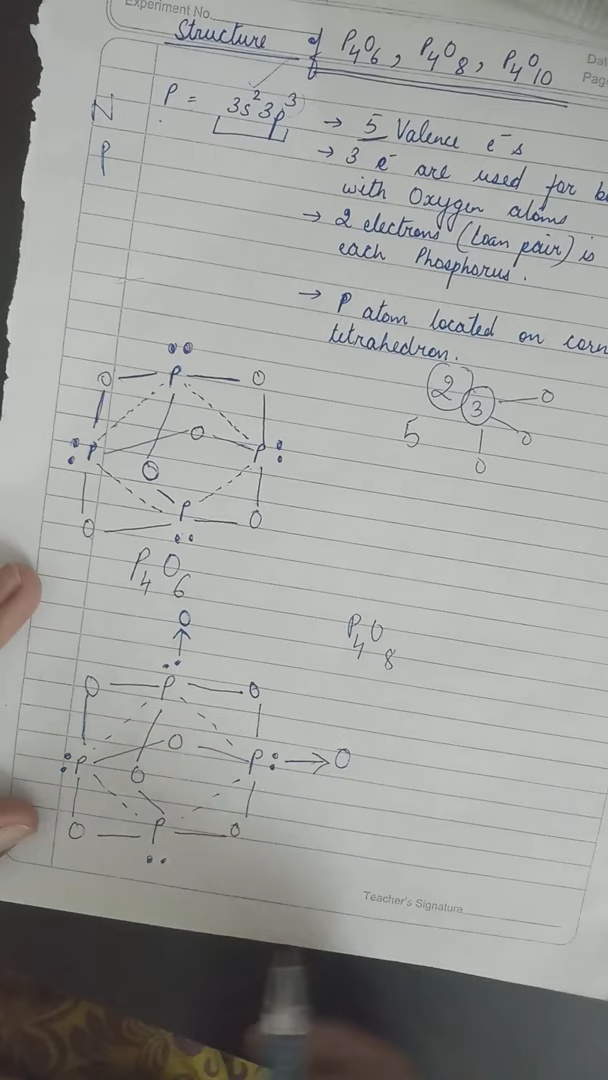 Experiment No.
Structure of P4O6, P4O8, P4O10
Page
N P = 3s² 3p³ → 5 Valence e⁻s
P → 3 e⁻ are used for
with Oxygen atoms
→ 2 electrons (Loan pair) is
each Phosphorus.
→ P atom located on
tetrahedron.
O P O
2 3 O
P O P
5 O
O O
P
O O
P4O6
O
P4O8
O P O
P O P → O
O
O P O
Teacher's Signature